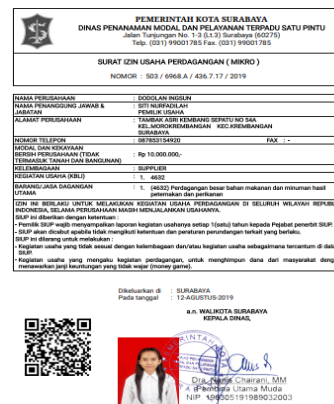 PEMERINTAH KOTA SURABAYA
DINAS PENANAMAN MODAL DAN PELAYANAN TERPADU SATU PINTU
Jalan Tunjungan No. 1-3 (Lt.3) Surabaya (60275)
Telp. (031) 99001785 Fax. (031) 99001785
SURAT IZIN USAHA PERDAGANGAN ( MIKRO )
NOMOR : 503 / 6968.A / 436.7.17 / 2019
NAMA PERUSAHAAN : DODOLAN INGSUN
NAMA PENANGGUNG JAWAB & JABATAN : SITI NURFADILAH
PEMILIK USAHA
ALAMAT PERUSAHAAN : TAMBAK ASRI KEMBANG SEPATU NO 54A
KEL.MOROKREMBANGAN KEC.KREMBANGAN
SURABAYA
NOMOR TELEPON : 087853154920 FAX : -
MODAL DAN KEKAYAAN
BERSIH PERUSAHAAN (TIDAK : Rp 10.000.000,-
TERMASUK TANAH DAN BANGUNAN)
KELEMBAGAAN : SUPPLIER
KEGIATAN USAHA (KBLI) : 1. 4632
BARANG/JASA DAGANGAN : 1. (4632) Perdagangan besar bahan makanan dan minuman hasil
UTAMA peternakan dan perikanan
IZIN INI BERLAKU UNTUK MELAKUKAN KEGIATAN USAHA PERDAGANGAN DI SELURUH WILAYAH REPUBL
INDONESIA, SELAMA PERUSAHAAN MASIH MENJALANKAN USAHANYA.
SIUP ini diberikan dengan ketentuan :
- Pemilik SIUP wajib menyampaikan laporan kegiatan usahanya setiap 1(satu) tahun kepada Pejabat penerbit SIUP.
- SIUP akan dicabut apabila tidak mengikuti ketentuan dan peraturan perundangan terkait yang berlaku.
SIUP ini dilarang untuk melakukan :
- Kegiatan usaha yang tidak sesuai dengan kelembagaan dan/atau kegiatan usaha sebagaimana tercantum di dala
SIUP.
- Kegiatan usaha yang mengaku kegiatan perdagangan, untuk menghimpun dana dari masyarakat deng
menawarkan janji keuntungan yang tidak wajar (money game).
Dikeluarkan di : SURABAYA
Pada tanggal : 12-AGUSTUS-2019
a.n. WALIKOTA SURABAYA
KEPALA DINAS,
Chairani, MM
Pembina Utama Muda
NIP